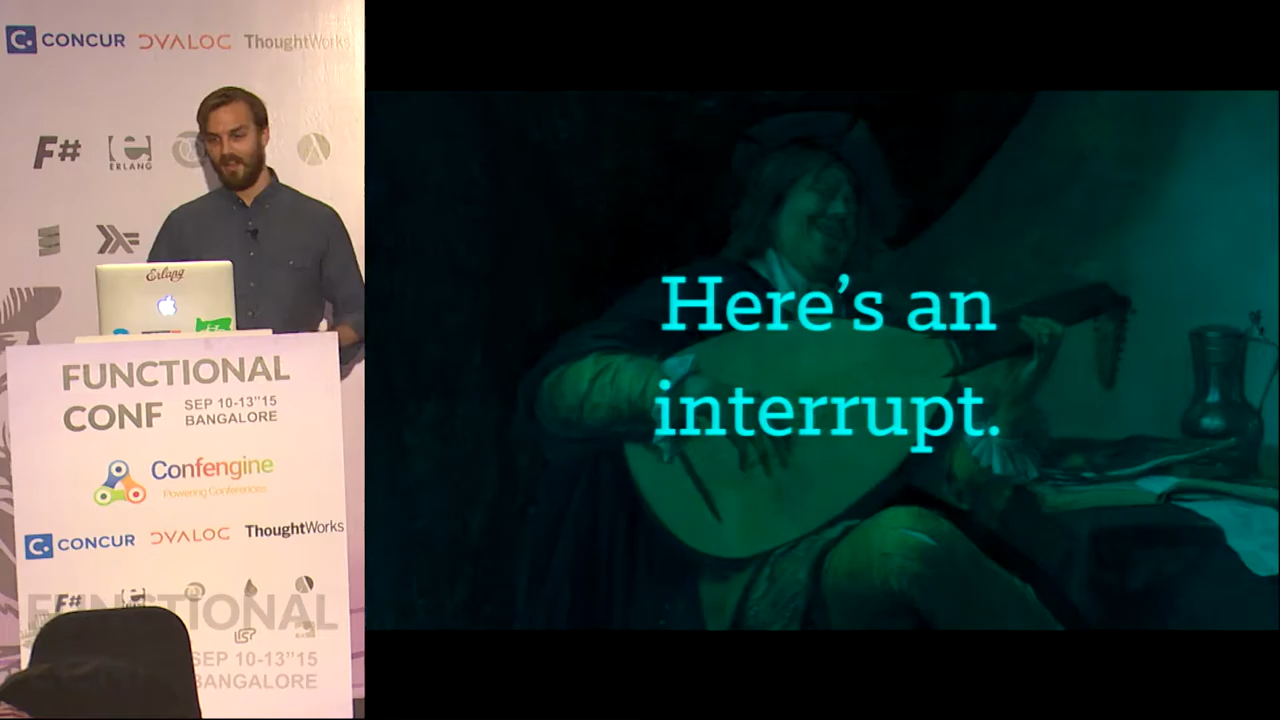 CONCUR DVALOC ThoughtWorks
F# ERLANG
Erlang
FUNCTIONAL
CONF SEP 10-13"15
BANGALORE
Confengine
Powering Conferences
CONCUR DVALOC ThoughtWorks
F#
LISP
FUNCTIONAL
SEP 10-13"15
BANGALORE
Here's an
interrupt.